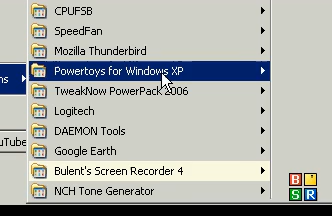 CPUFSB
SpeedFan
Mozilla Thunderbird
Powertoys for Windows XP
ns
TweakNow PowerPack 2006
Logitech
YouTube
DAEMON Tools
Google Earth
Bulent's Screen Recorder 4
NCH Tone Generator
B
S R